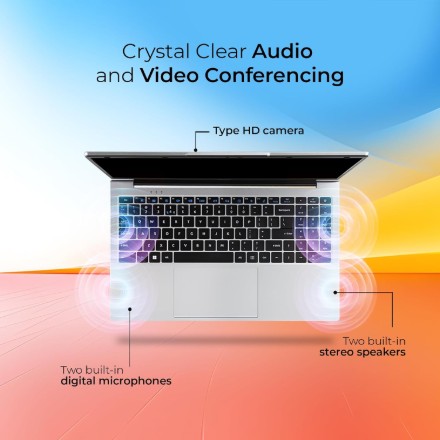 Crystal Clear Audio
and Video Conferencing
Type HD camera
Two built-in
stereo speakers
Two built-in
digital microphones